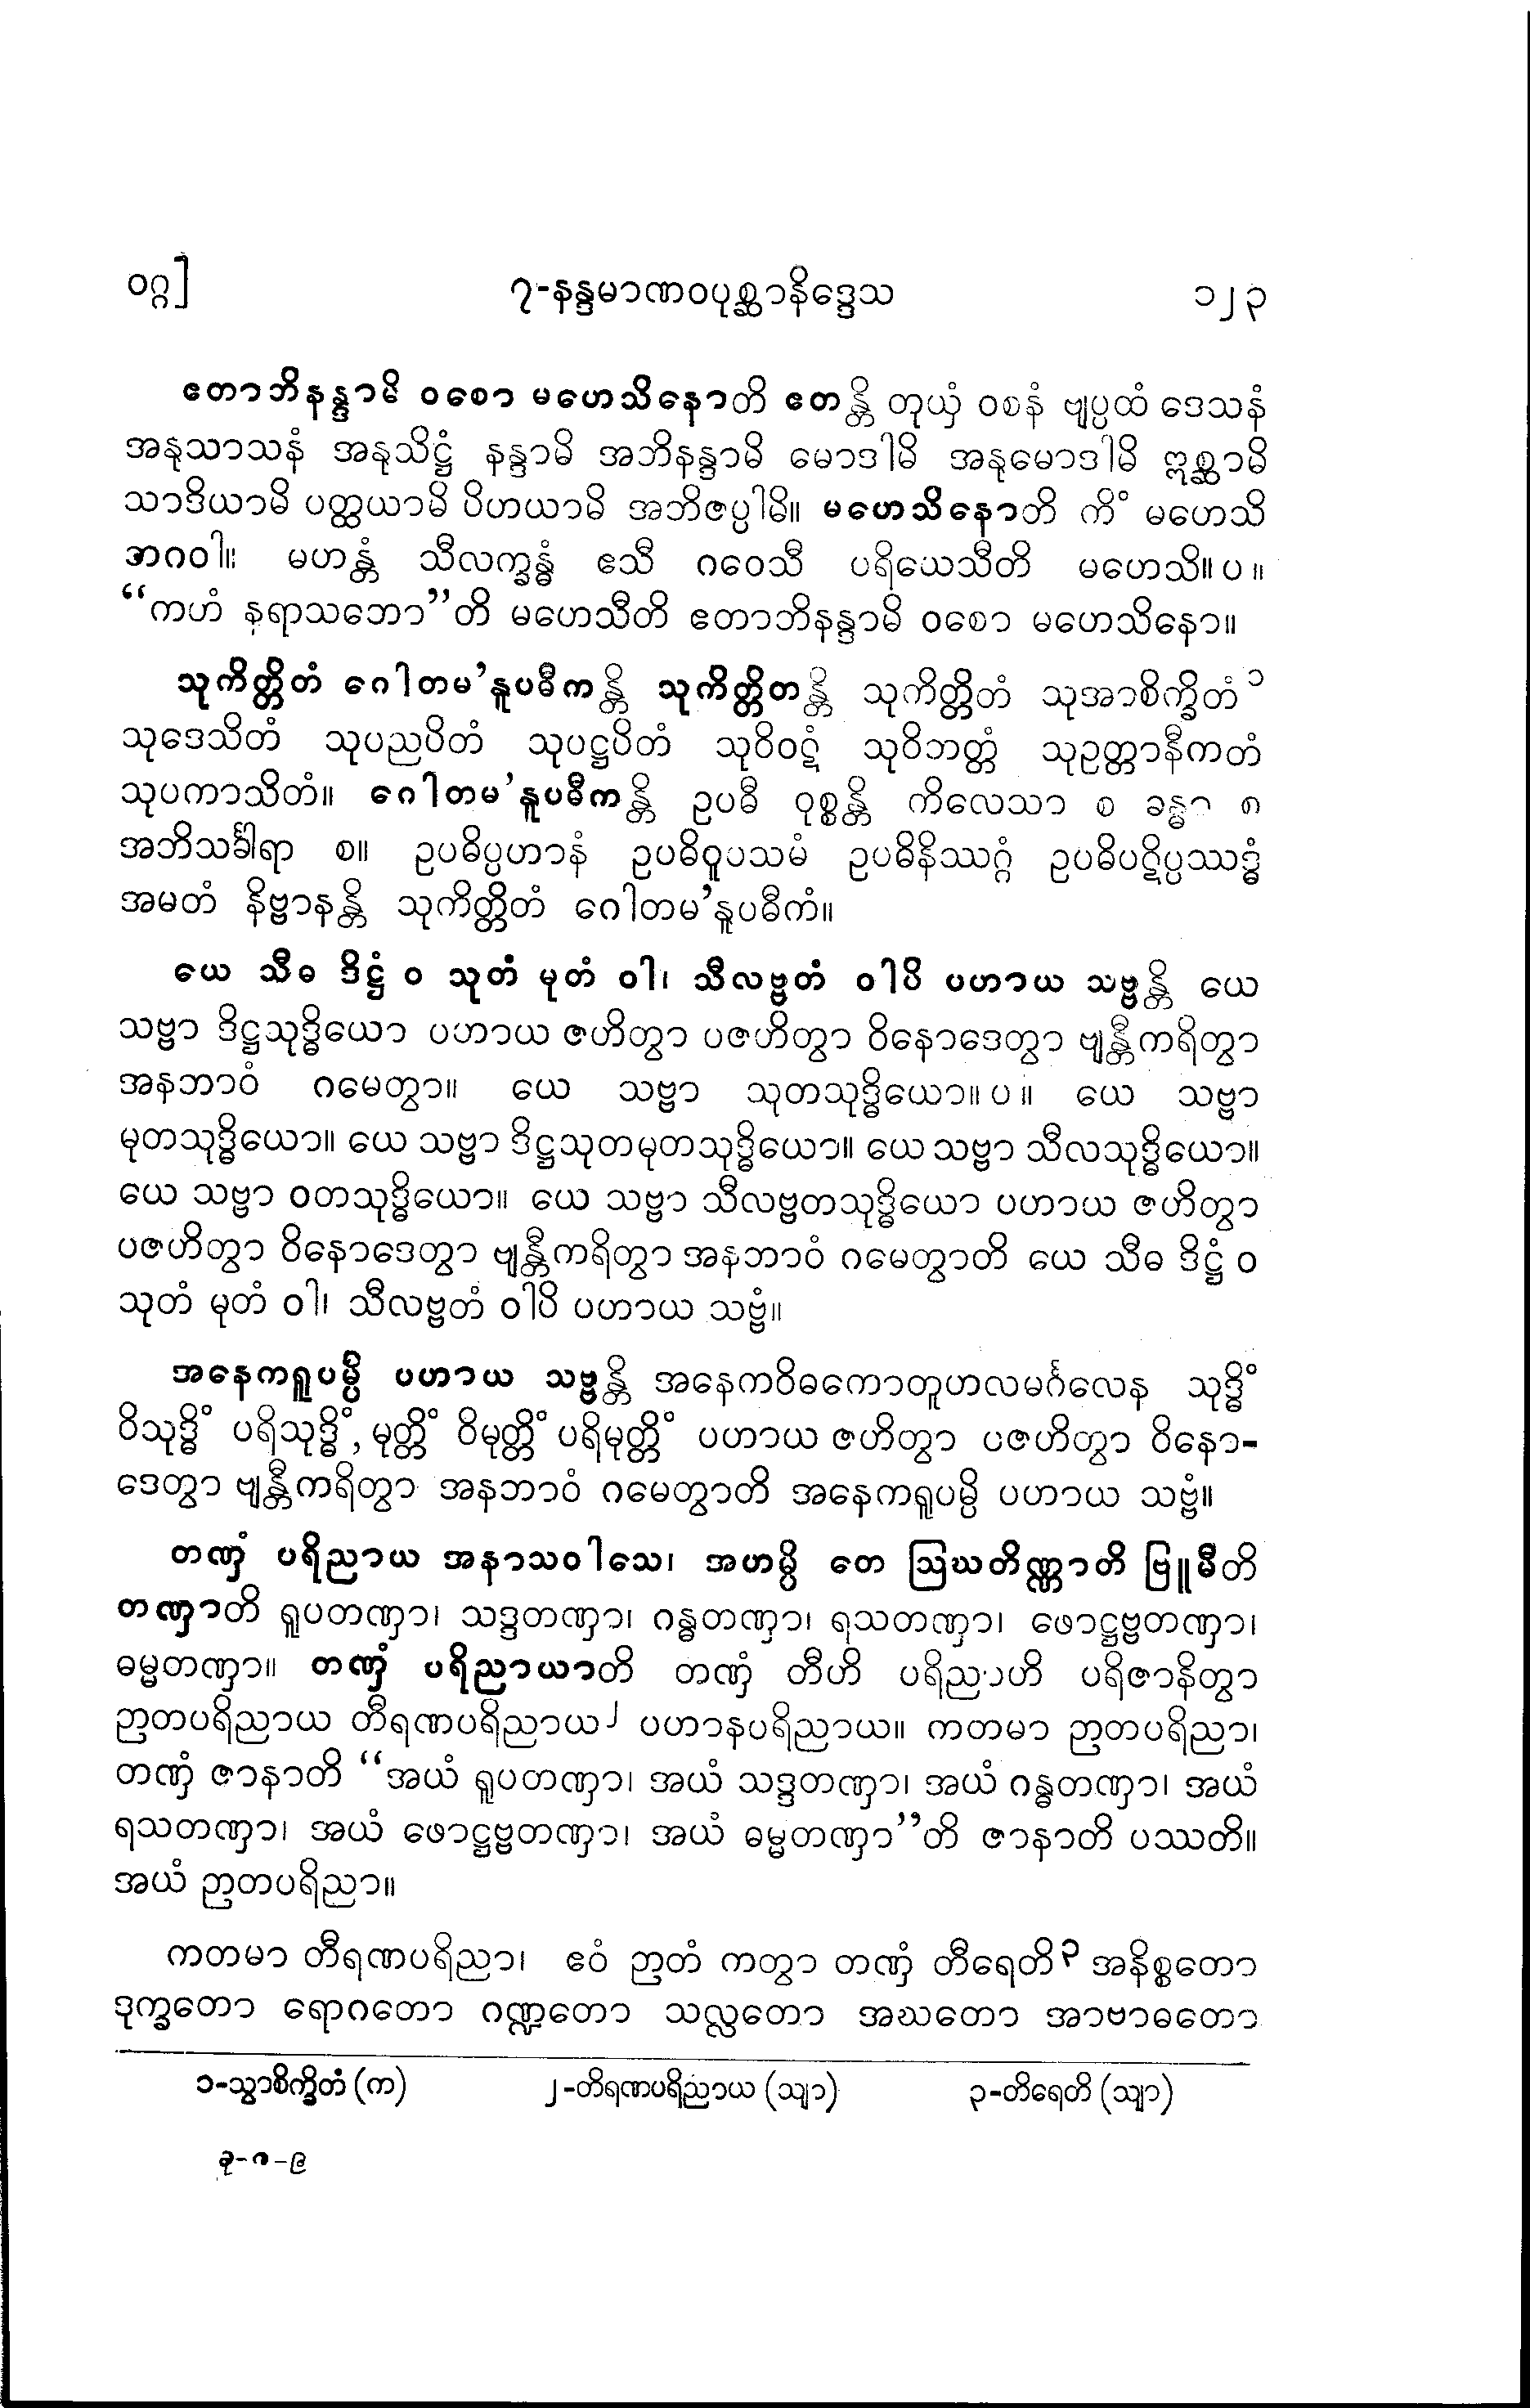 ဝဂ္ဂ] ၇-နန္ဒမာဏဝပုစ္ဆာနိဒ္ဒေသ ၁၂၃
ဧတာဘိနန္ဒာမိ ဝစော မဟေသိနောတိ ဧတန္တိ တုယှံ ဝစနံ ဗျပ္ပထံ ဒေသနံ
အနုသာသနံ အနုသိဋ္ဌံ နန္ဒာမိ အဘိနန္ဒာမိ မောဒါမိ အနုမောဒါမိ ဣစ္ဆာမိ
သာဒိယာမိ ပတ္ထယာမိ ပိဟယာမိ အဘိဇပ္ပါမိ။ မဟေသိနောတိ ကိံ မဟေသိ
ဘဂဝါ။ မဟန္တံ သီလက္ခန္ဓံ ဧသီ ဂဝေသီ ပရိယေသီတိ မဟေသိ။ပ။
“ကဟံ နရာသဘော”တိ မဟေသီတိ ဧတာဘိနန္ဒာမိ ဝစော မဟေသိနော။
သုကိတ္တိတံ ဂေါတမ'နူပဓီကန္တိ သုကိတ္တိတန္တိ သုကိတ္တိတံ သုအာစိက္ခိတံ၁
သုဒေသိတံ သုပညပိတံ သုပဋ္ဌပိတံ သုဝိဝဋံ သုဝိဘတ္တံ သုဥတ္တာနီကတံ
သုပကာသိတံ။ ဂေါတမ'နူပဓီကန္တိ ဥပဓီ ဝုစ္စန္တိ ကိလေသာ စ ခန္ဓာ စ
အဘိသင်္ခါရာ စ။ ဥပဓိပ္ပဟာနံ ဥပဓိဝူပသမံ ဥပဓိနိဿဂ္ဂံ ဥပဓိပဋိပ္ပဿဒ္ဓံ
အမတံ နိဗ္ဗာနန္တိ သုကိတ္တိတံ ဂေါတမ'နူပဓီကံ။
ယေ သီဓ ဒိဋ္ဌံ ဝ သုတံ မုတံ ဝါ၊ သီလဗ္ဗတံ ဝါပိ ပဟာယ သဗ္ဗန္တိ ယေ
သဗ္ဗာ ဒိဋ္ဌသုဒ္ဓိယော ပဟာယ ဇဟိတွာ ပဇဟိတွာ ဝိနောဒေတွာ ဗျန္တီကရိတွာ
အနဘာဝံ ဂမေတွာ။ ယေ သဗ္ဗာ သုတသုဒ္ဓိယော။ပ။ ယေ သဗ္ဗာ
မုတသုဒ္ဓိယော။ ယေ သဗ္ဗာ ဒိဋ္ဌသုတမုတသုဒ္ဓိယော။ ယေ သဗ္ဗာ သီလသုဒ္ဓိယော။
ယေ သဗ္ဗာ ဝတသုဒ္ဓိယော။ ယေ သဗ္ဗာ သီလဗ္ဗတသုဒ္ဓိယော ပဟာယ ဇဟိတွာ
ပဇဟိတွာ ဝိနောဒေတွာ ဗျန္တီကရိတွာ အနဘာဝံ ဂမေတွာတိ ယေ သီဓ ဒိဋ္ဌံ ဝ
သုတံ မုတံ ဝါ၊ သီလဗ္ဗတံ ဝါပိ ပဟာယ သဗ္ဗံ။
အနေကရူပမ္ပိ ပဟာယ သဗ္ဗန္တိ အနေကဝိဓကောတူဟလမင်္ဂလေန သုဒ္ဓိံ
ဝိသုဒ္ဓိံ ပရိသုဒ္ဓိံ, မုတ္တိံ ဝိမုတ္တိံ ပရိမုတ္တိံ ပဟာယ ဇဟိတွာ ပဇဟိတွာ ဝိနော-
ဒေတွာ ဗျန္တီကရိတွာ အနဘာဝံ ဂမေတွာတိ အနေကရူပမ္ပိ ပဟာယ သဗ္ဗံ။
တဏှံ ပရိညာယ အနာသဝါသေ၊ အဟမ္ပိ တေ ဩဃတိဏ္ဏာတိ ဗြူမီတိ
တဏှာတိ ရူပတဏှာ၊ သဒ္ဒတဏှာ၊ ဂန္ဓတဏှာ၊ ရသတဏှာ၊ ဖောဋ္ဌဗ္ဗတဏှာ၊
ဓမ္မတဏှာ။ တဏှံ ပရိညာယာတိ တဏှံ တီဟိ ပရိညာဟိ ပရိဇာနိတွာ
ဉာတပရိညာယ တီရဏပရိညာယ၂ ပဟာနပရိညာယ။ ကတမာ ဉာတပရိညာ၊
တဏှံ ဇာနာတိ “အယံ ရူပတဏှာ၊ အယံ သဒ္ဒတဏှာ၊ အယံ ဂန္ဓတဏှာ၊ အယံ
ရသတဏှာ၊ အယံ ဖောဋ္ဌဗ္ဗတဏှာ၊ အယံ ဓမ္မတဏှာ”တိ ဇာနာတိ ပဿတိ။
အယံ ဉာတပရိညာ။
ကတမာ တီရဏပရိညာ၊ ဧဝံ ဉာတံ ကတွာ တဏှံ တီရေတိ၃ အနိစ္စတော
ဒုက္ခတော ရောဂတော ဂဏ္ဍတော သလ္လတော အဃတော အာဗာဓတော
၁-သွာစိက္ခိတံ (က) ၂-တိရဏပရိညာယ (သျာ) ၃-တိရေတိ (သျာ)